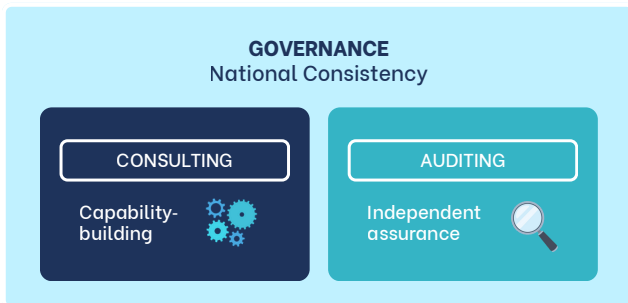 GOVERNANCE
National Consistency
CONSULTING
Capability-
building
AUDITING
Independent
assurance